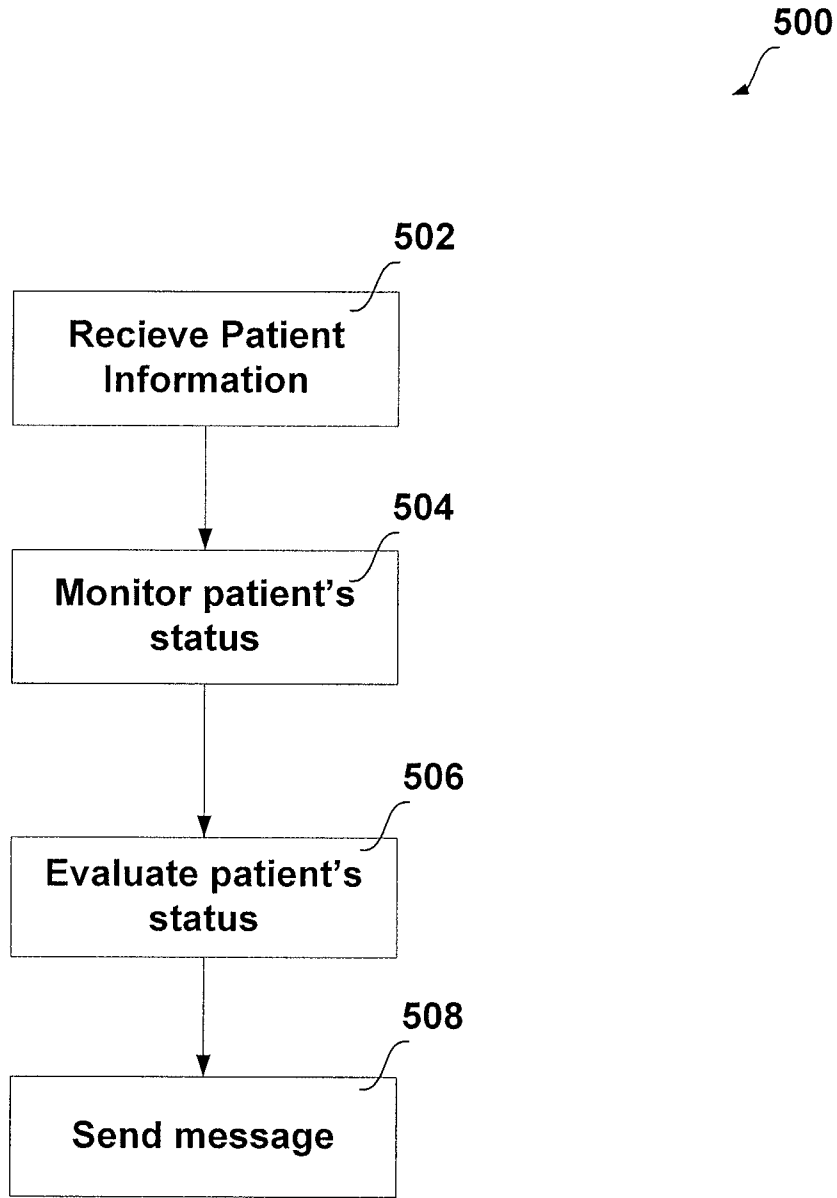 500
502
Recieve Patient
Information
504
Monitor patient's
status
506
Evaluate patient's
status
508
Send message